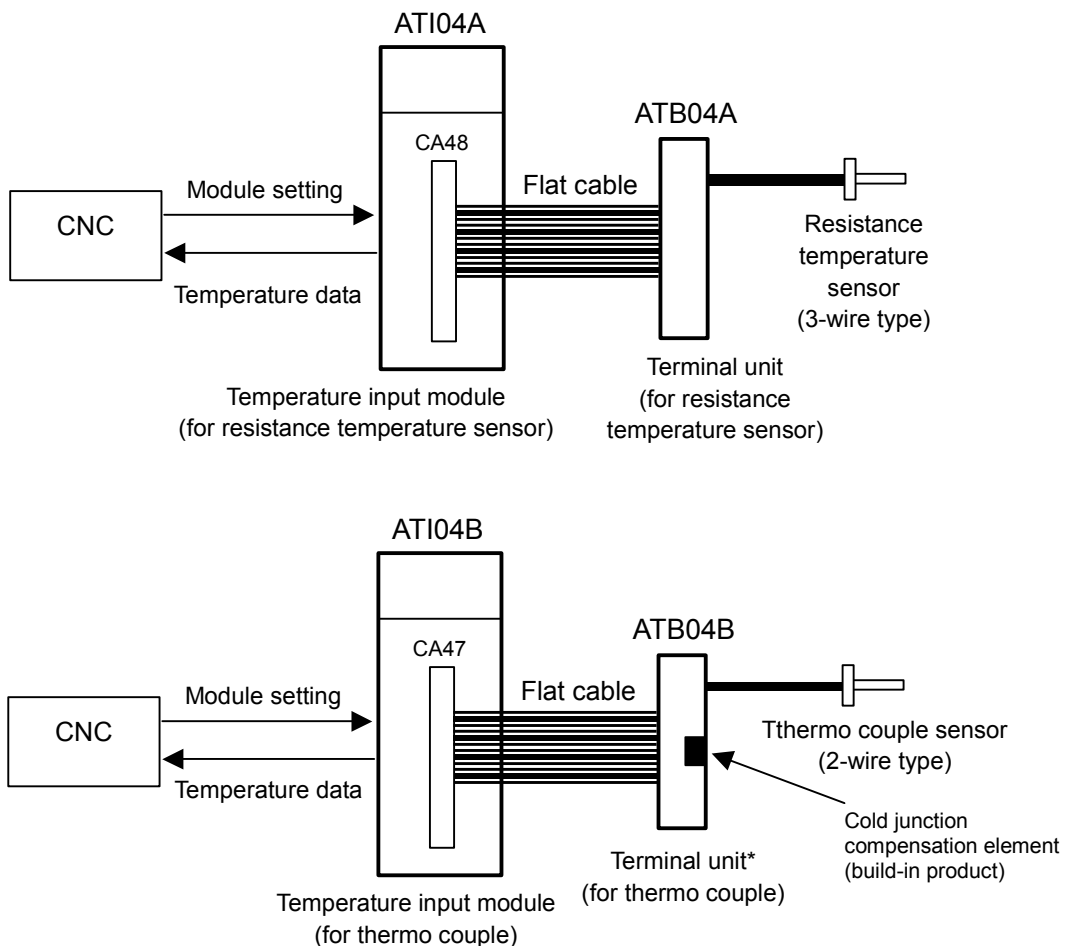 ATI04A
ATB04A
CA48
Flat cable
Module setting
CNC
Temperature data
Resistance
temperature
sensor
(3-wire type)
Temperature input module
(for resistance temperature sensor)
Terminal unit
(for resistance
temperature sensor)
ATI04B
ATB04B
CA47
Flat cable
Module setting
CNC
Temperature data
Tthermo couple sensor
(2-wire type)
Cold junction
compensation element
(build-in product)
Terminal unit*
(for thermo couple)
Temperature input module
(for thermo couple)